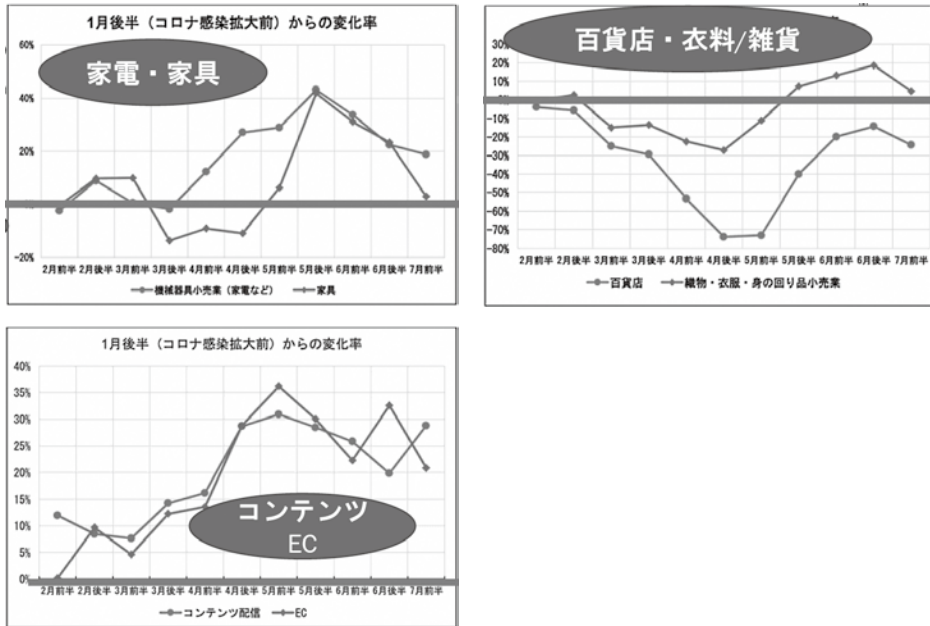 1月後半（コロナ感染拡大前）からの変化率
家電・家具
60%
40%
20%
-20%
2月前半 2月後半 3月前半 3月後半 4月前半 4月後半 5月前半 5月後半 6月前半 6月後半 7月前半
機械器具小売業（家電など） 家具
百貨店・衣料/雑貨
30%
20%
10%
-10%
-20%
-30%
-40%
-50%
-60%
-70%
-80%
2月前半 2月後半 3月前半 3月後半 4月前半 4月後半 5月前半 5月後半 6月前半 6月後半 7月前半
百貨店 織物・衣服・身の回り品小売業
1月後半（コロナ感染拡大前）からの変化率
40%
35%
30%
25%
20%
15%
10%
5%
0%
コンテンツ
EC
2月前半 2月後半 3月前半 3月後半 4月前半 4月後半 5月前半 5月後半 6月前半 6月後半 7月前半
コンテンツ配信 EC